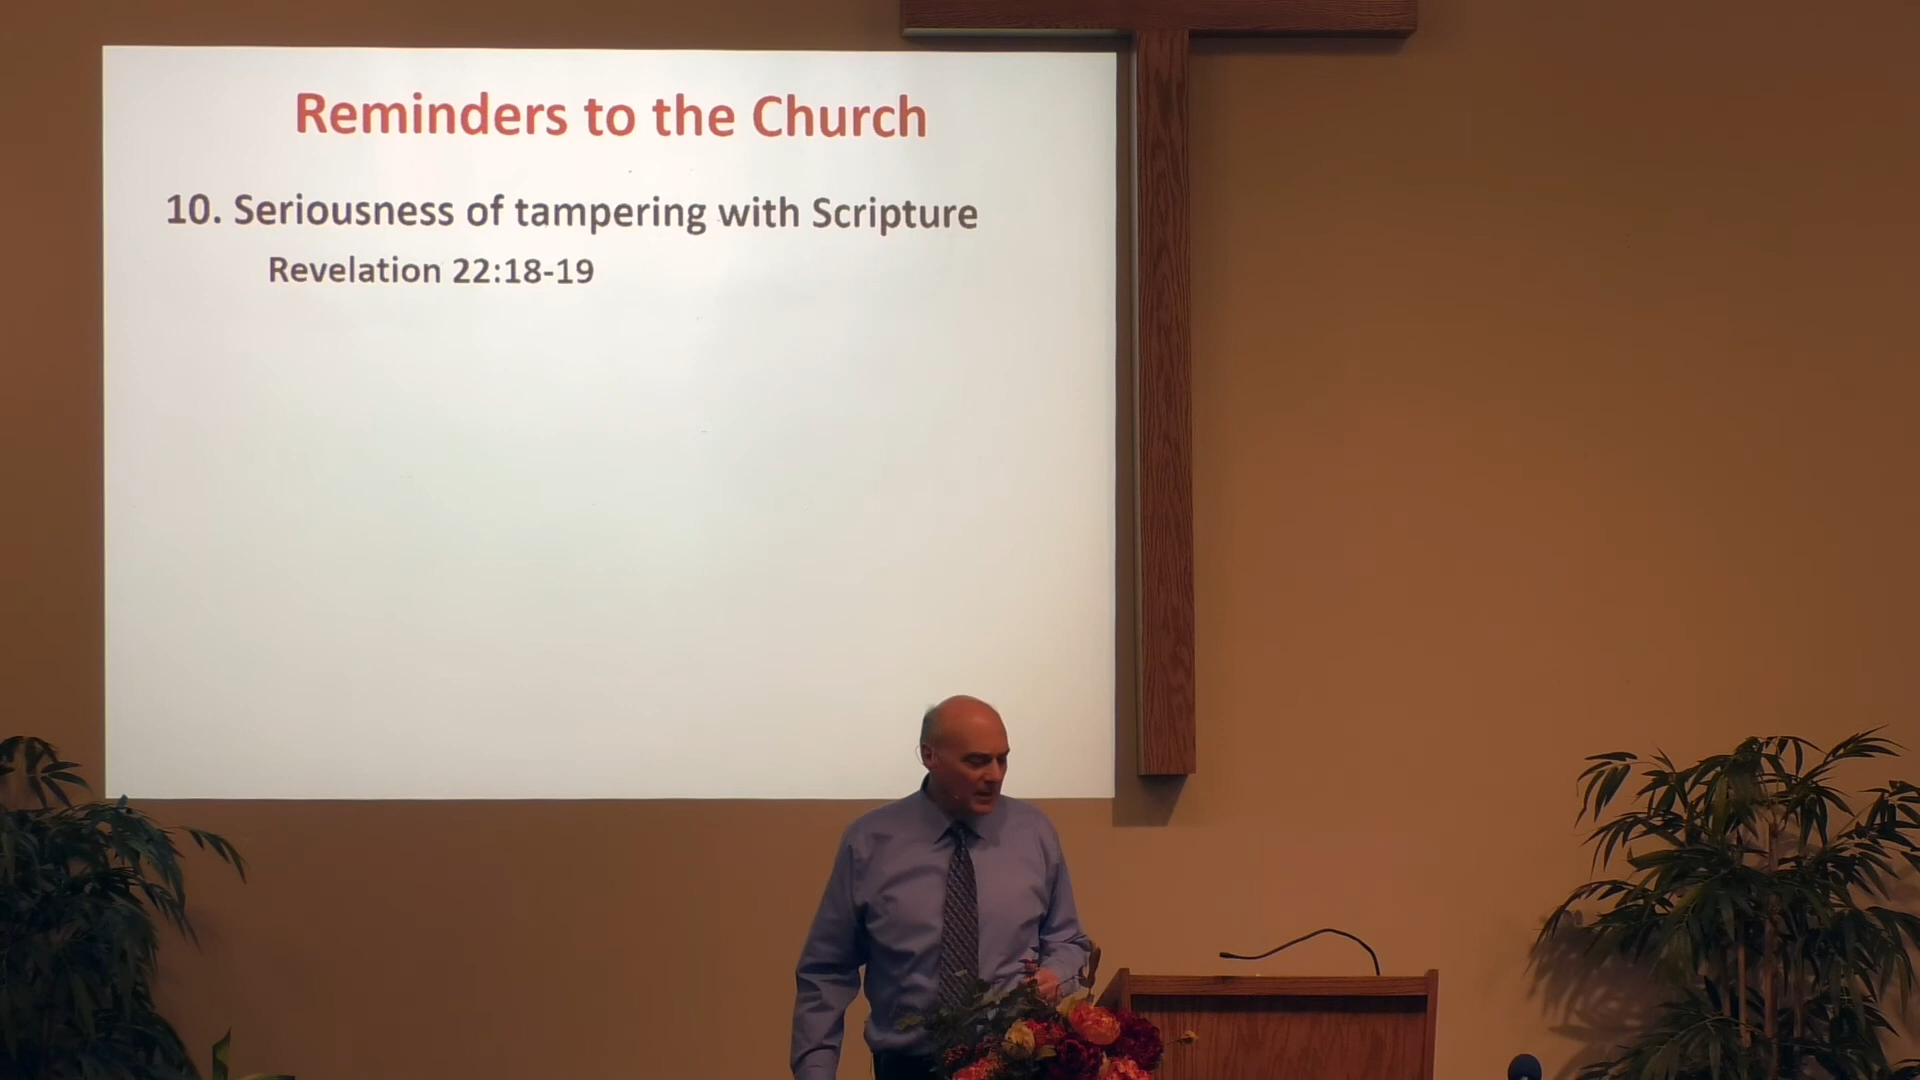 Reminders to the Church
10. Seriousness of tampering with Scripture
Revelation 22:18-19